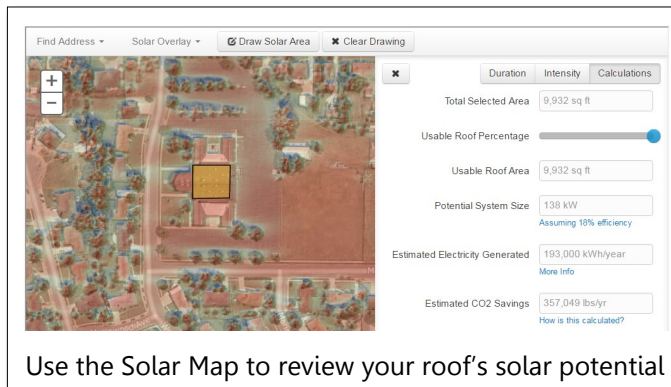 Find Address Solar Overlay Draw Solar Area Clear Drawing
+
−
Duration Intensity Calculations
Total Selected Area 9,932 sq ft
Usable Roof Percentage
Usable Roof Area 9,932 sq ft
Potential System Size 138 kW
Assuming 18% efficiency
Estimated Electricity Generated 193,000 kWh/year
More Info
Estimated CO2 Savings 357,049 lbs/yr
How is this calculated?
Use the Solar Map to review your roof's solar potential